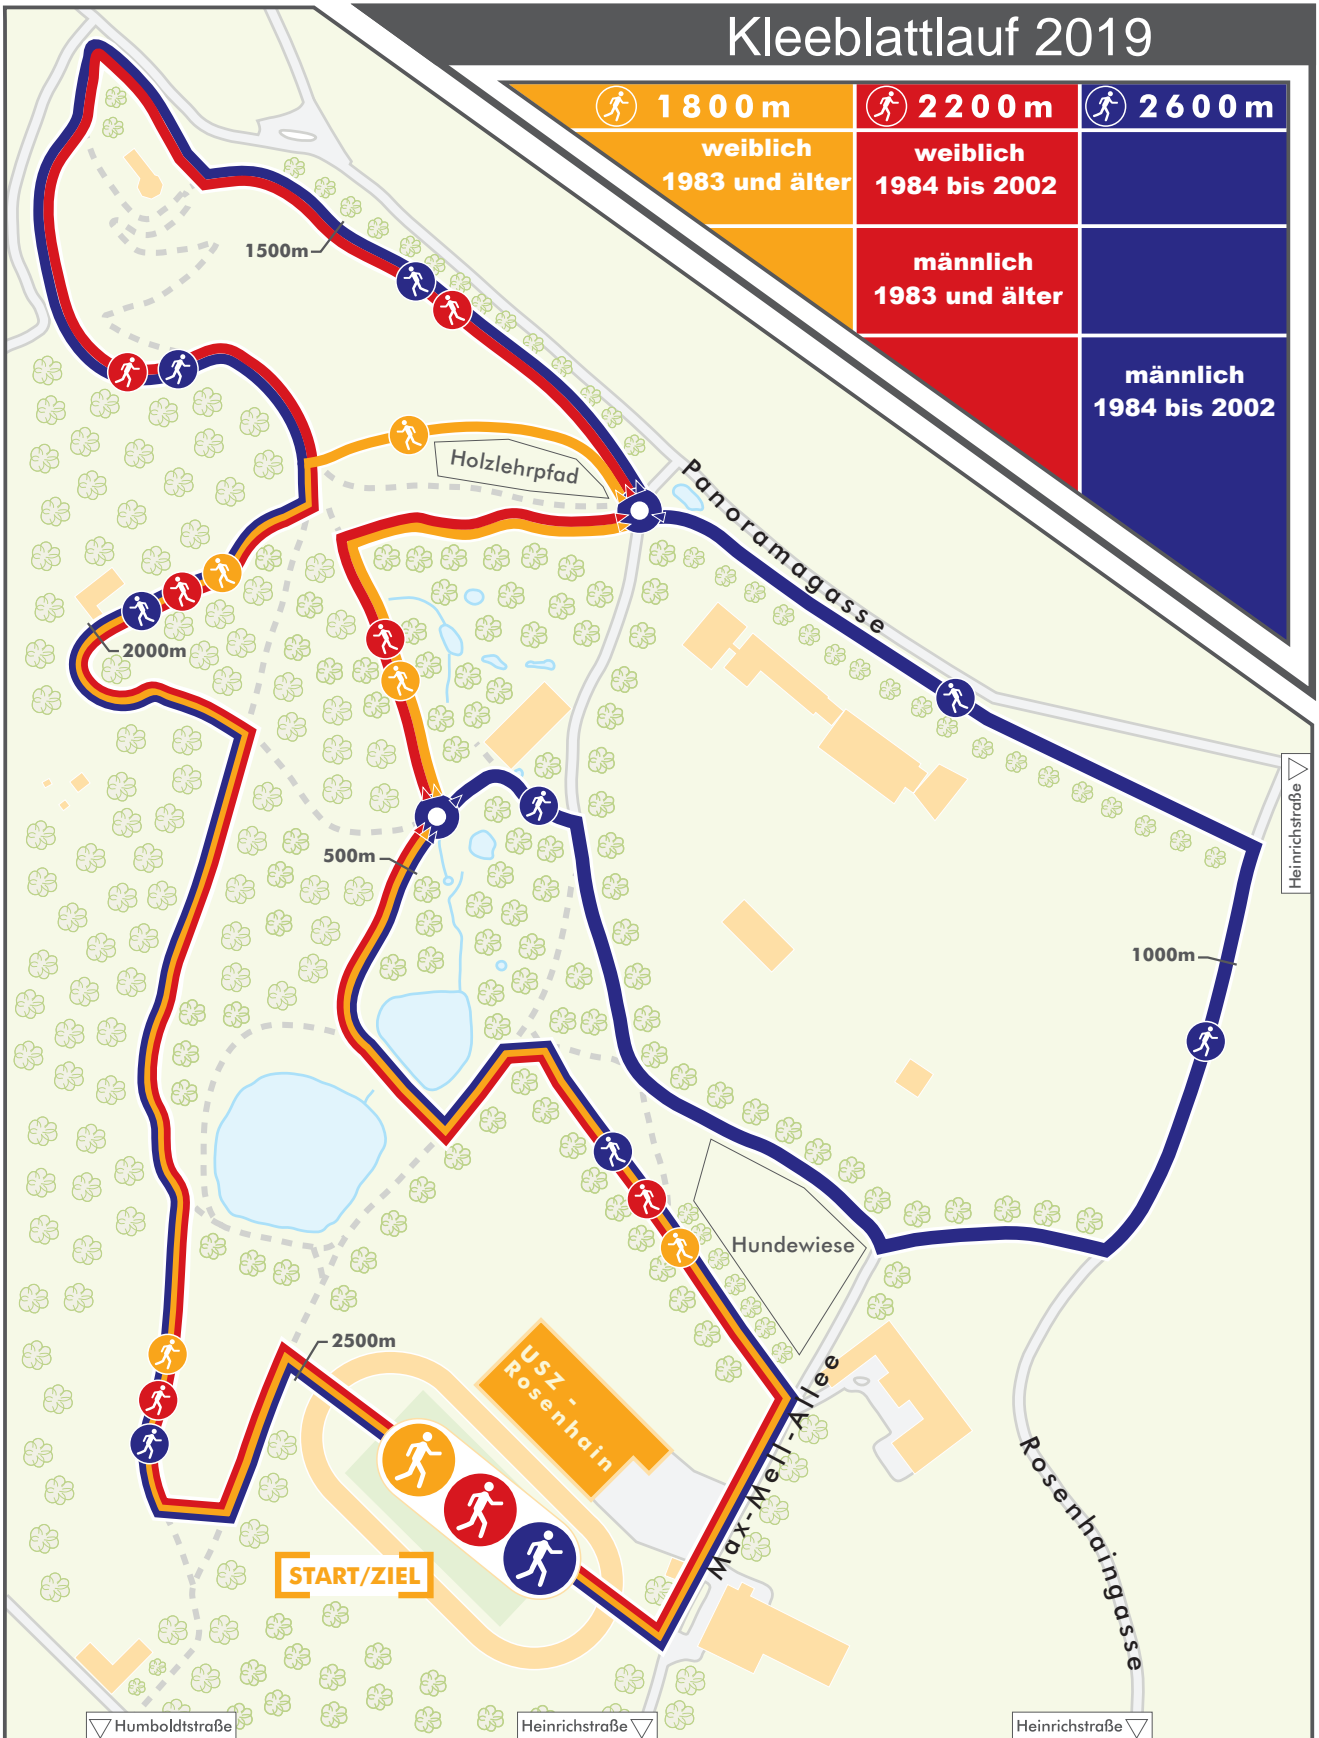 Kleeblattlauf 2019
1800m
2200m
2600m
weiblich
1983 und älter
weiblich
1984 bis 2002
männlich
1983 und älter
männlich
1984 bis 2002
1500m
Holzlehrpfad
Panoramagasse
2000m
Heinrichstraße
500m
1000m
Hundewiese
2500m
USZ -
Rosenhain
Max-Mell-Allee
Rosenhaingasse
START/ZIEL
Humboldtstraße
Heinrichstraße
Heinrichstraße